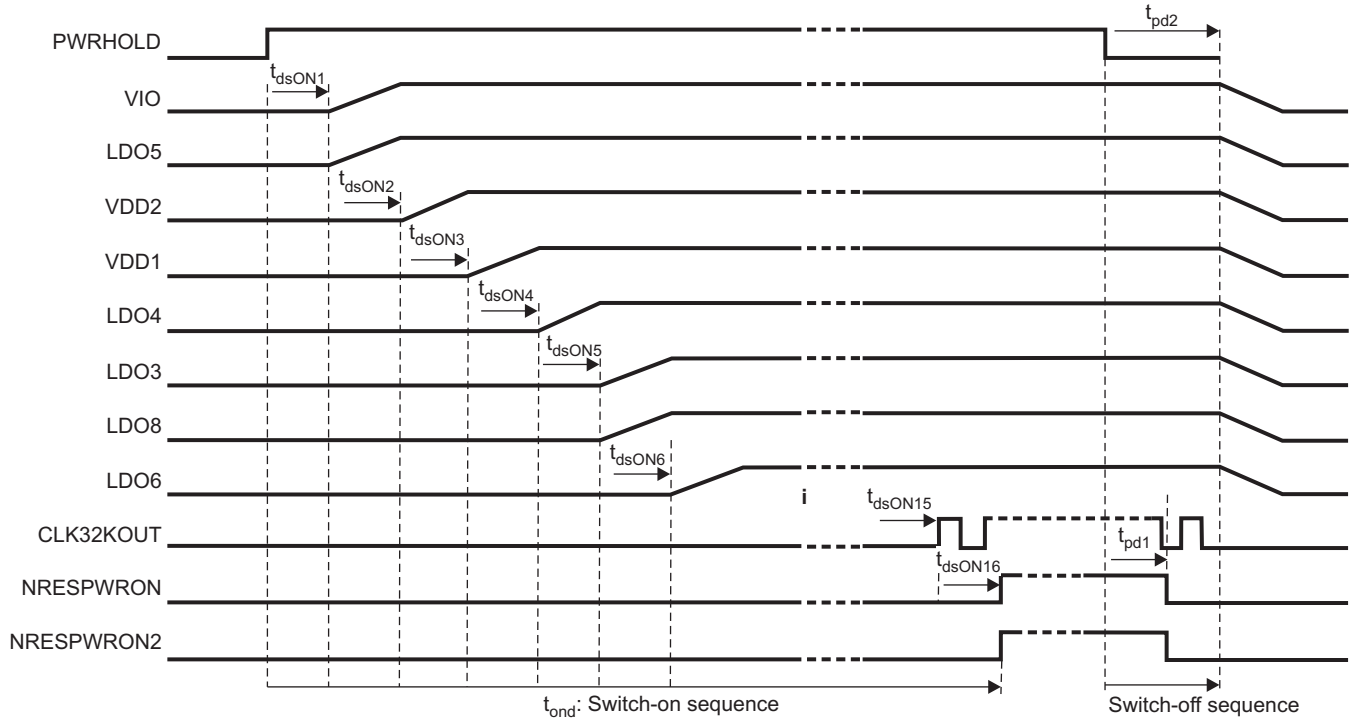 t_pd2
PWRHOLD
t_dsON1
VIO
LDO5
t_dsON2
VDD2
t_dsON3
VDD1
t_dsON4
LDO4
t_dsON5
LDO3
LDO8
t_dsON6
LDO6
i
t_dsON15
CLK32KOUT
t_pd1
t_dsON16
NRESPWRON
NRESPWRON2
t_ond: Switch-on sequence
Switch-off sequence